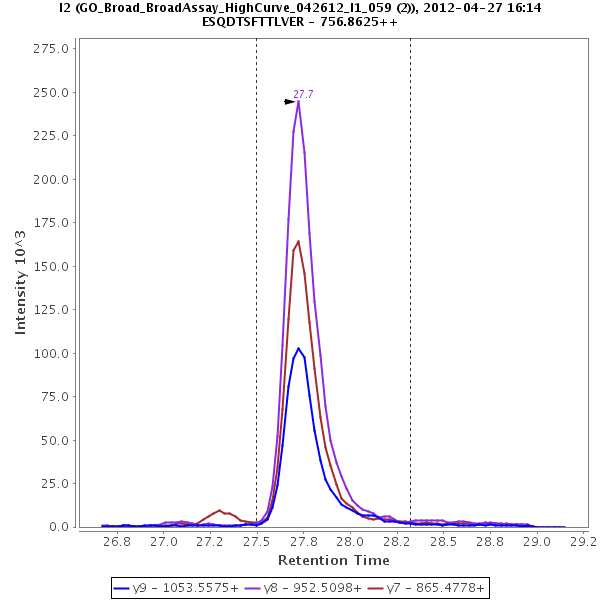 I2 (GO_Broad_BroadAssay_HighCurve_042612_I1_059 (2)), 2012-04-27 16:14
ESQDTSFTTLVER - 756.8625++
275.0
250.0
225.0
200.0
175.0
150.0
125.0
100.0
75.0
50.0
25.0
0.0
Intensity 10^3
27.7
26.8 27.0 27.2 27.5 27.8 28.0 28.2 28.5 28.8 29.0 29.2
Retention Time
y9 - 1053.5575+ y8 - 952.5098+ y7 - 865.4778+